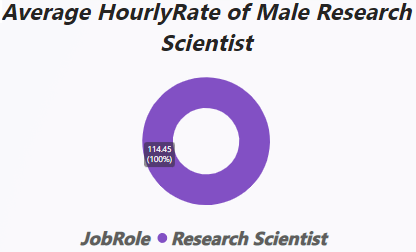 Average HourlyRate of Male Research
Scientist
114.45
(100%)
JobRole Research Scientist